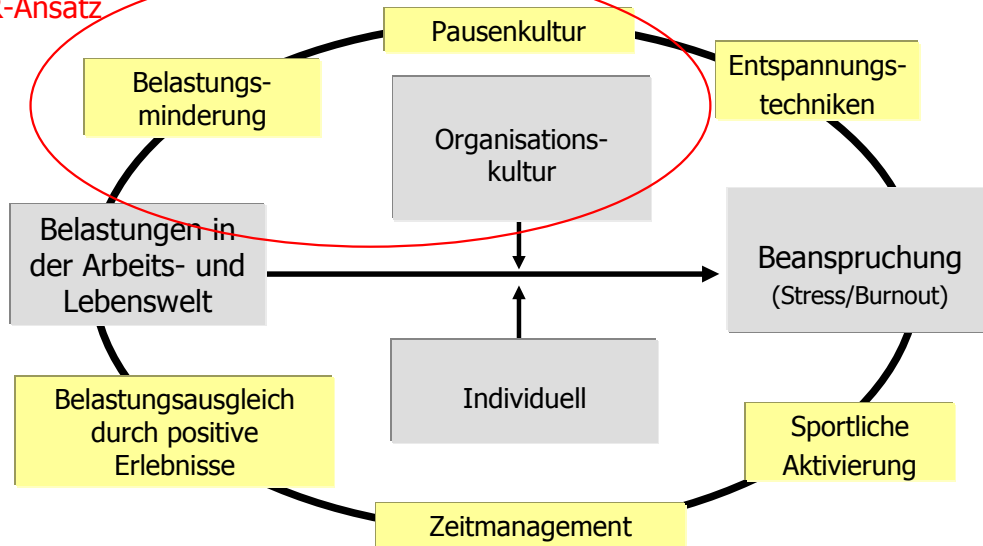 -Ansatz
Pausenkultur
Belastungs-
minderung
Entspannungs-
techniken
Organisations-
kultur
Belastungen in
der Arbeits- und
Lebenswelt
Beanspruchung
(Stress/Burnout)
Individuell
Belastungsausgleich
durch positive
Erlebnisse
Sportliche
Aktivierung
Zeitmanagement